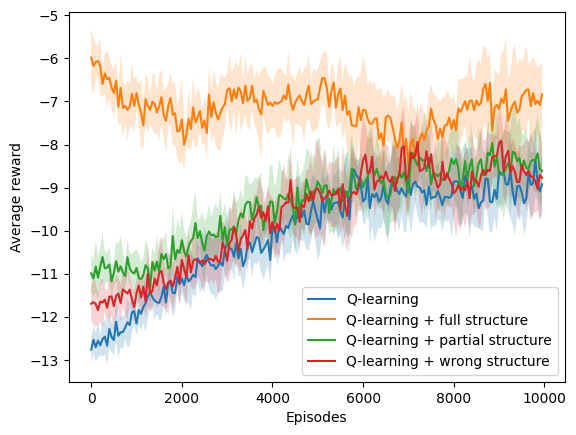 Average reward
−5
−6
−7
−8
−9
−10
−11
−12
−13
Q-learning
Q-learning + full structure
Q-learning + partial structure
Q-learning + wrong structure
0
2000
4000
6000
8000
10000
Episodes